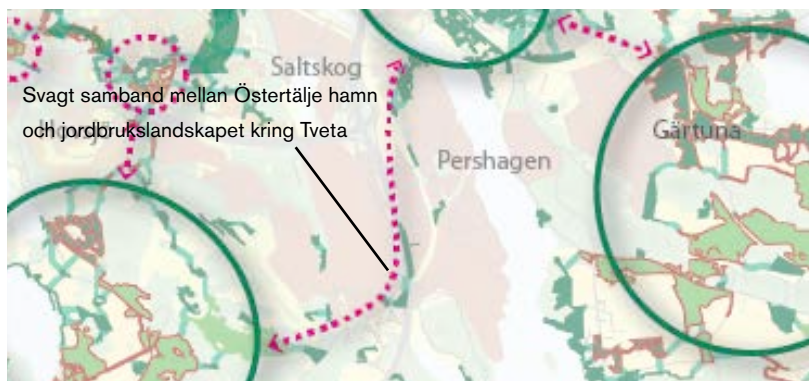 Saltskog
Svagt samband mellan Östertälje hamn
och jordbrukslandskapet kring Tveta
Gärtuna
Pershagen